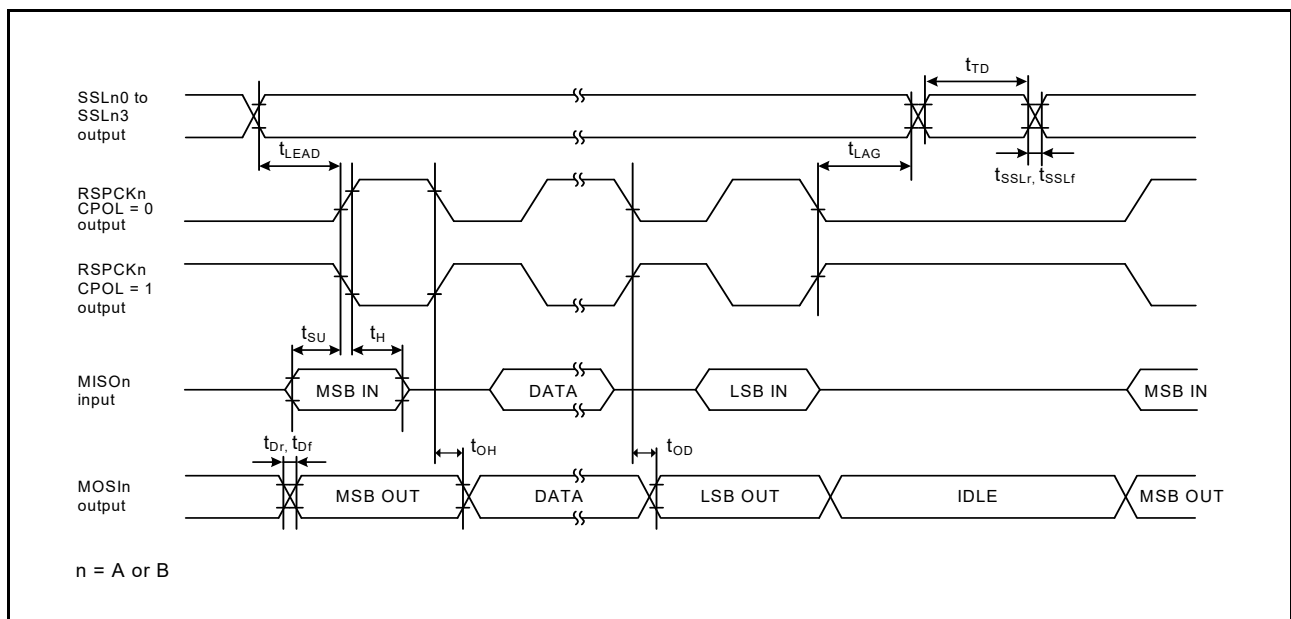 SSLn0 to
SSLn3
output
tTD
tLEAD
tLAG
tSSLr, tSSLf
RSPCKn
CPOL = 0
output
RSPCKn
CPOL = 1
output
tSU
tH
MISOn
input
MSB IN
DATA
LSB IN
MSB IN
tDr, tDf
tOH
tOD
MOSIn
output
MSB OUT
DATA
LSB OUT
IDLE
MSB OUT
n = A or B